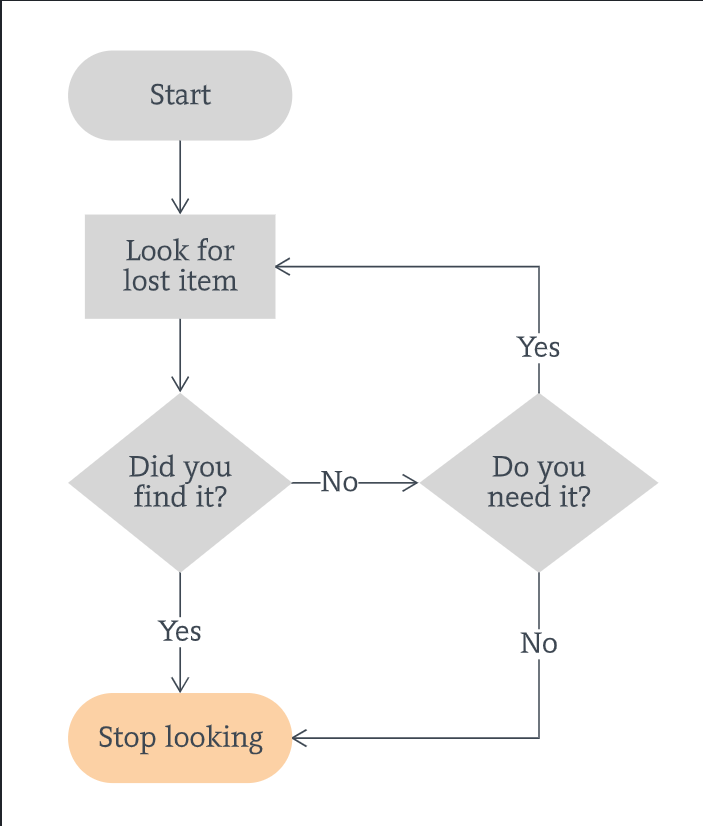 Start
Look for
lost item
Yes
Did you
find it?
No
Do you
need it?
Yes
No
Stop looking